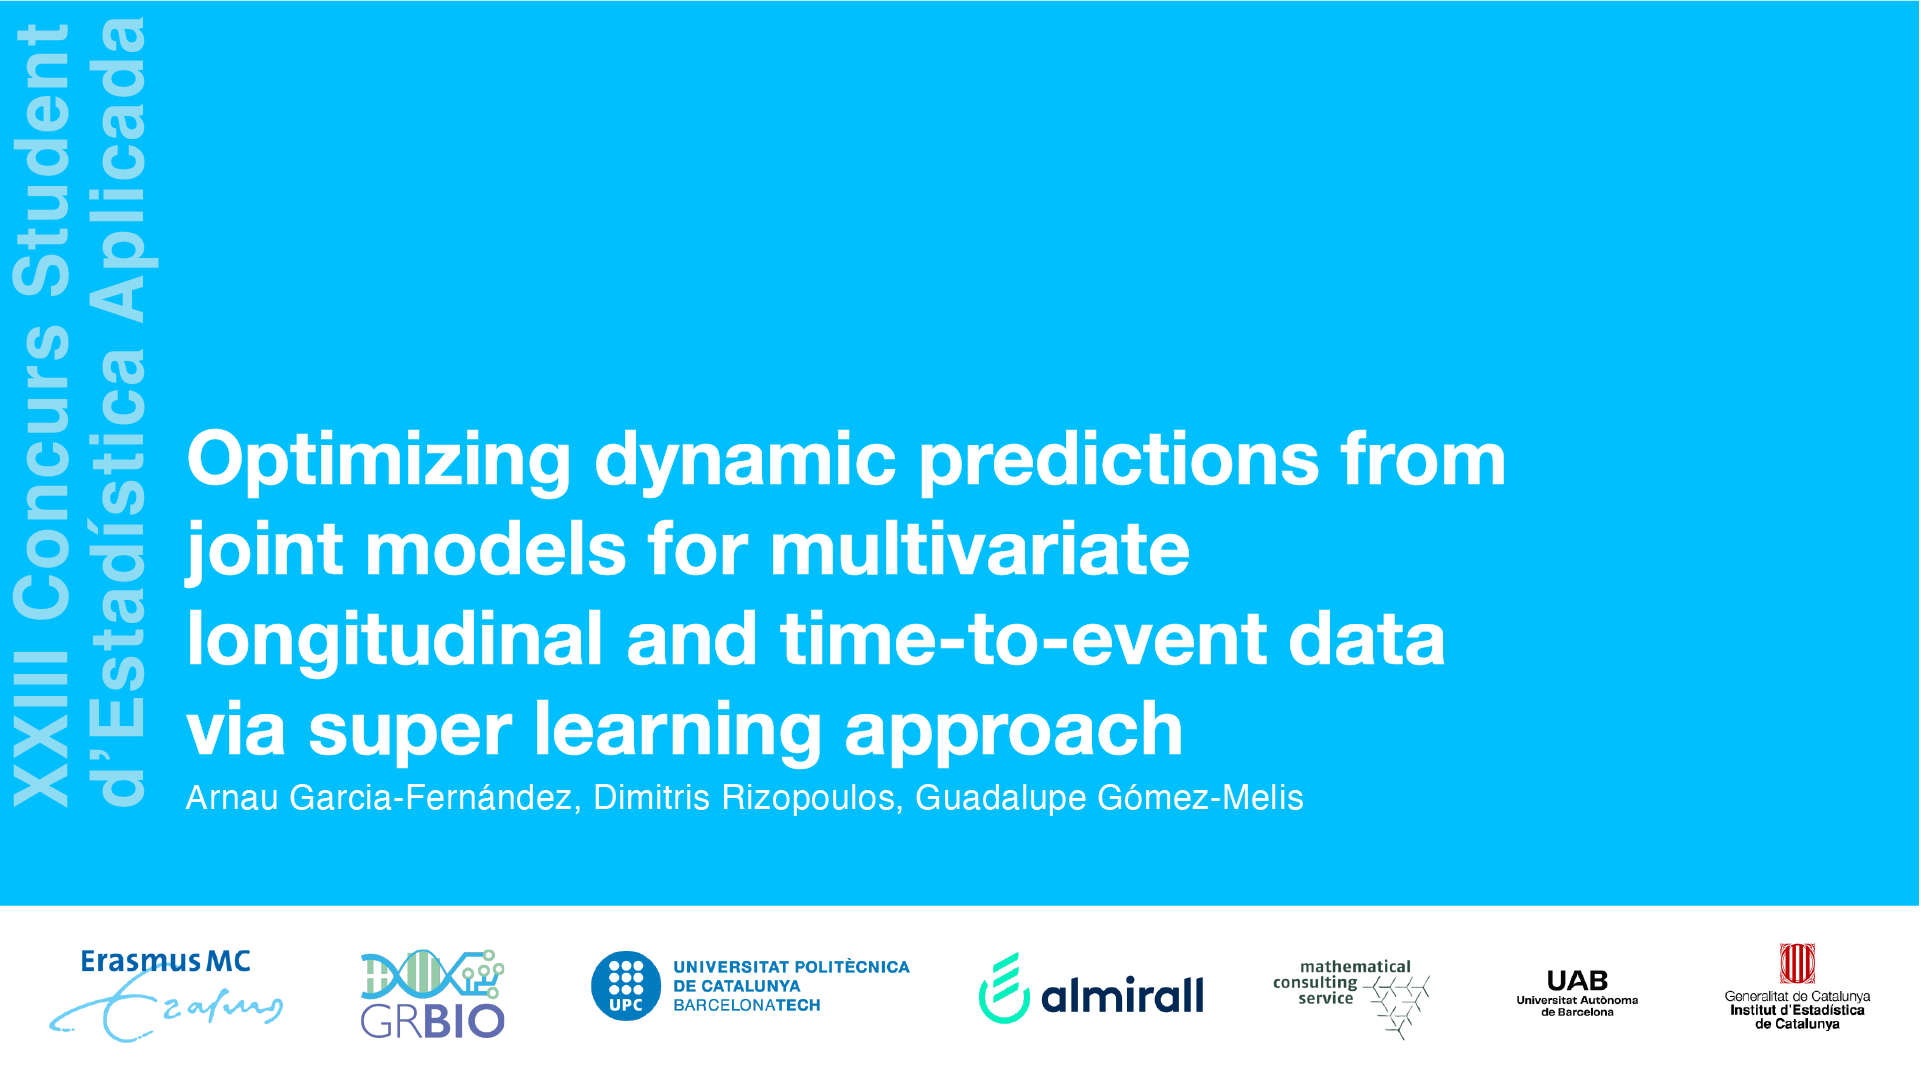 XXIII Concurs Student
d'Estadística Aplicada
Optimizing dynamic predictions from
joint models for multivariate
longitudinal and time-to-event data
via super learning approach
Arnau Garcia-Fernández, Dimitris Rizopoulos, Guadalupe Gómez-Melis
Erasmus MC
Erasmus
GRBIO
UPC
UNIVERSITAT POLITÈCNICA
DE CATALUNYA
BARCELONATECH
almirall
mathematical
consulting
service
UAB
Universitat Autònoma
de Barcelona
Generalitat de Catalunya
Institut d'Estadística
de Catalunya